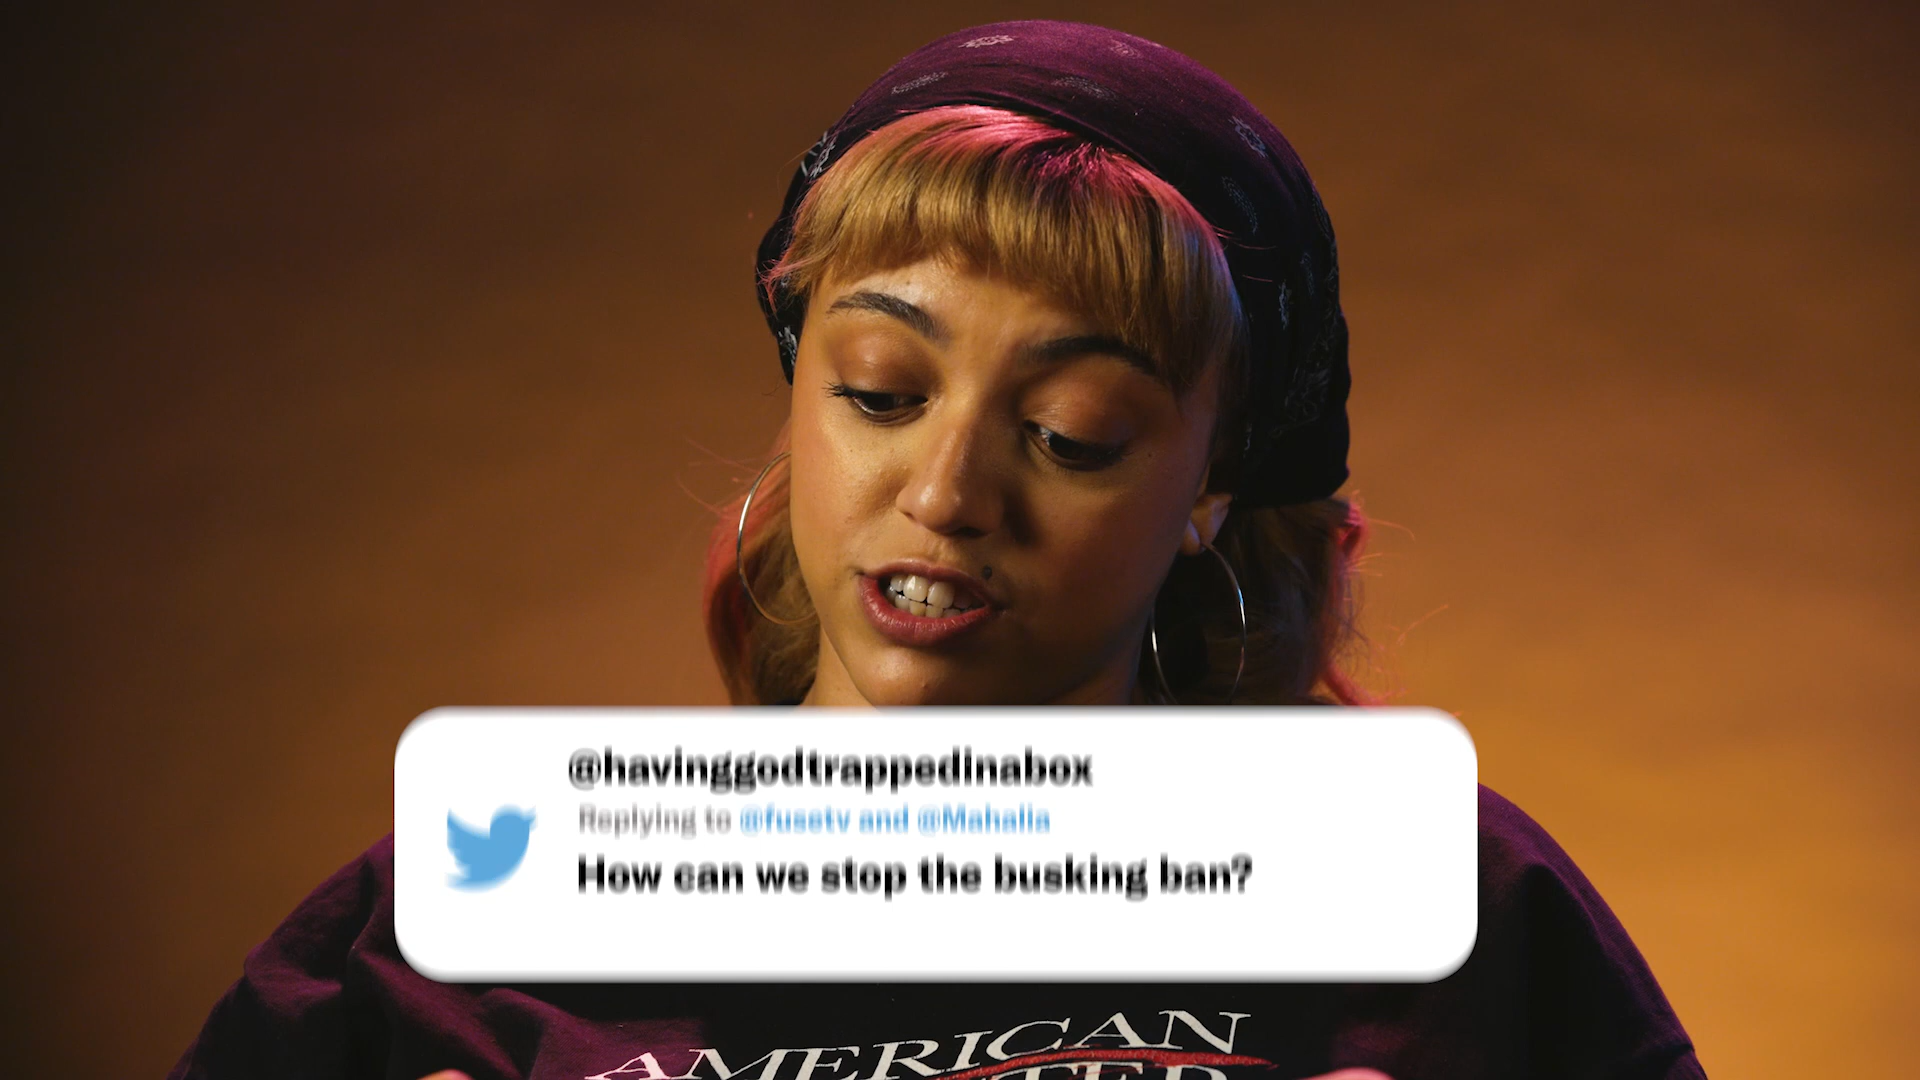 @havinggodtrappedinabox
Replying to @fusetv and @Mahalia
How can we stop the busking ban?
AMERICAN